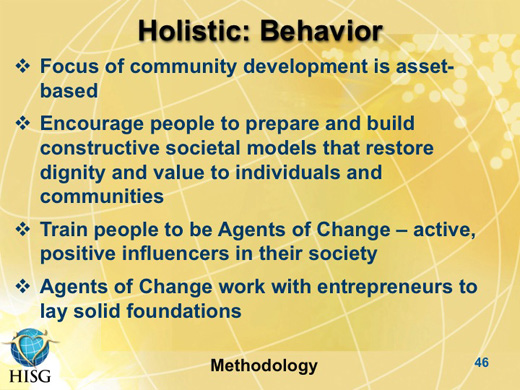 Holistic: Behavior
❖ Focus of community development is asset-
based
❖ Encourage people to prepare and build
constructive societal models that restore
dignity and value to individuals and
communities
❖ Train people to be Agents of Change – active,
positive influencers in their society
❖ Agents of Change work with entrepreneurs to
lay solid foundations
HISG
Methodology
46